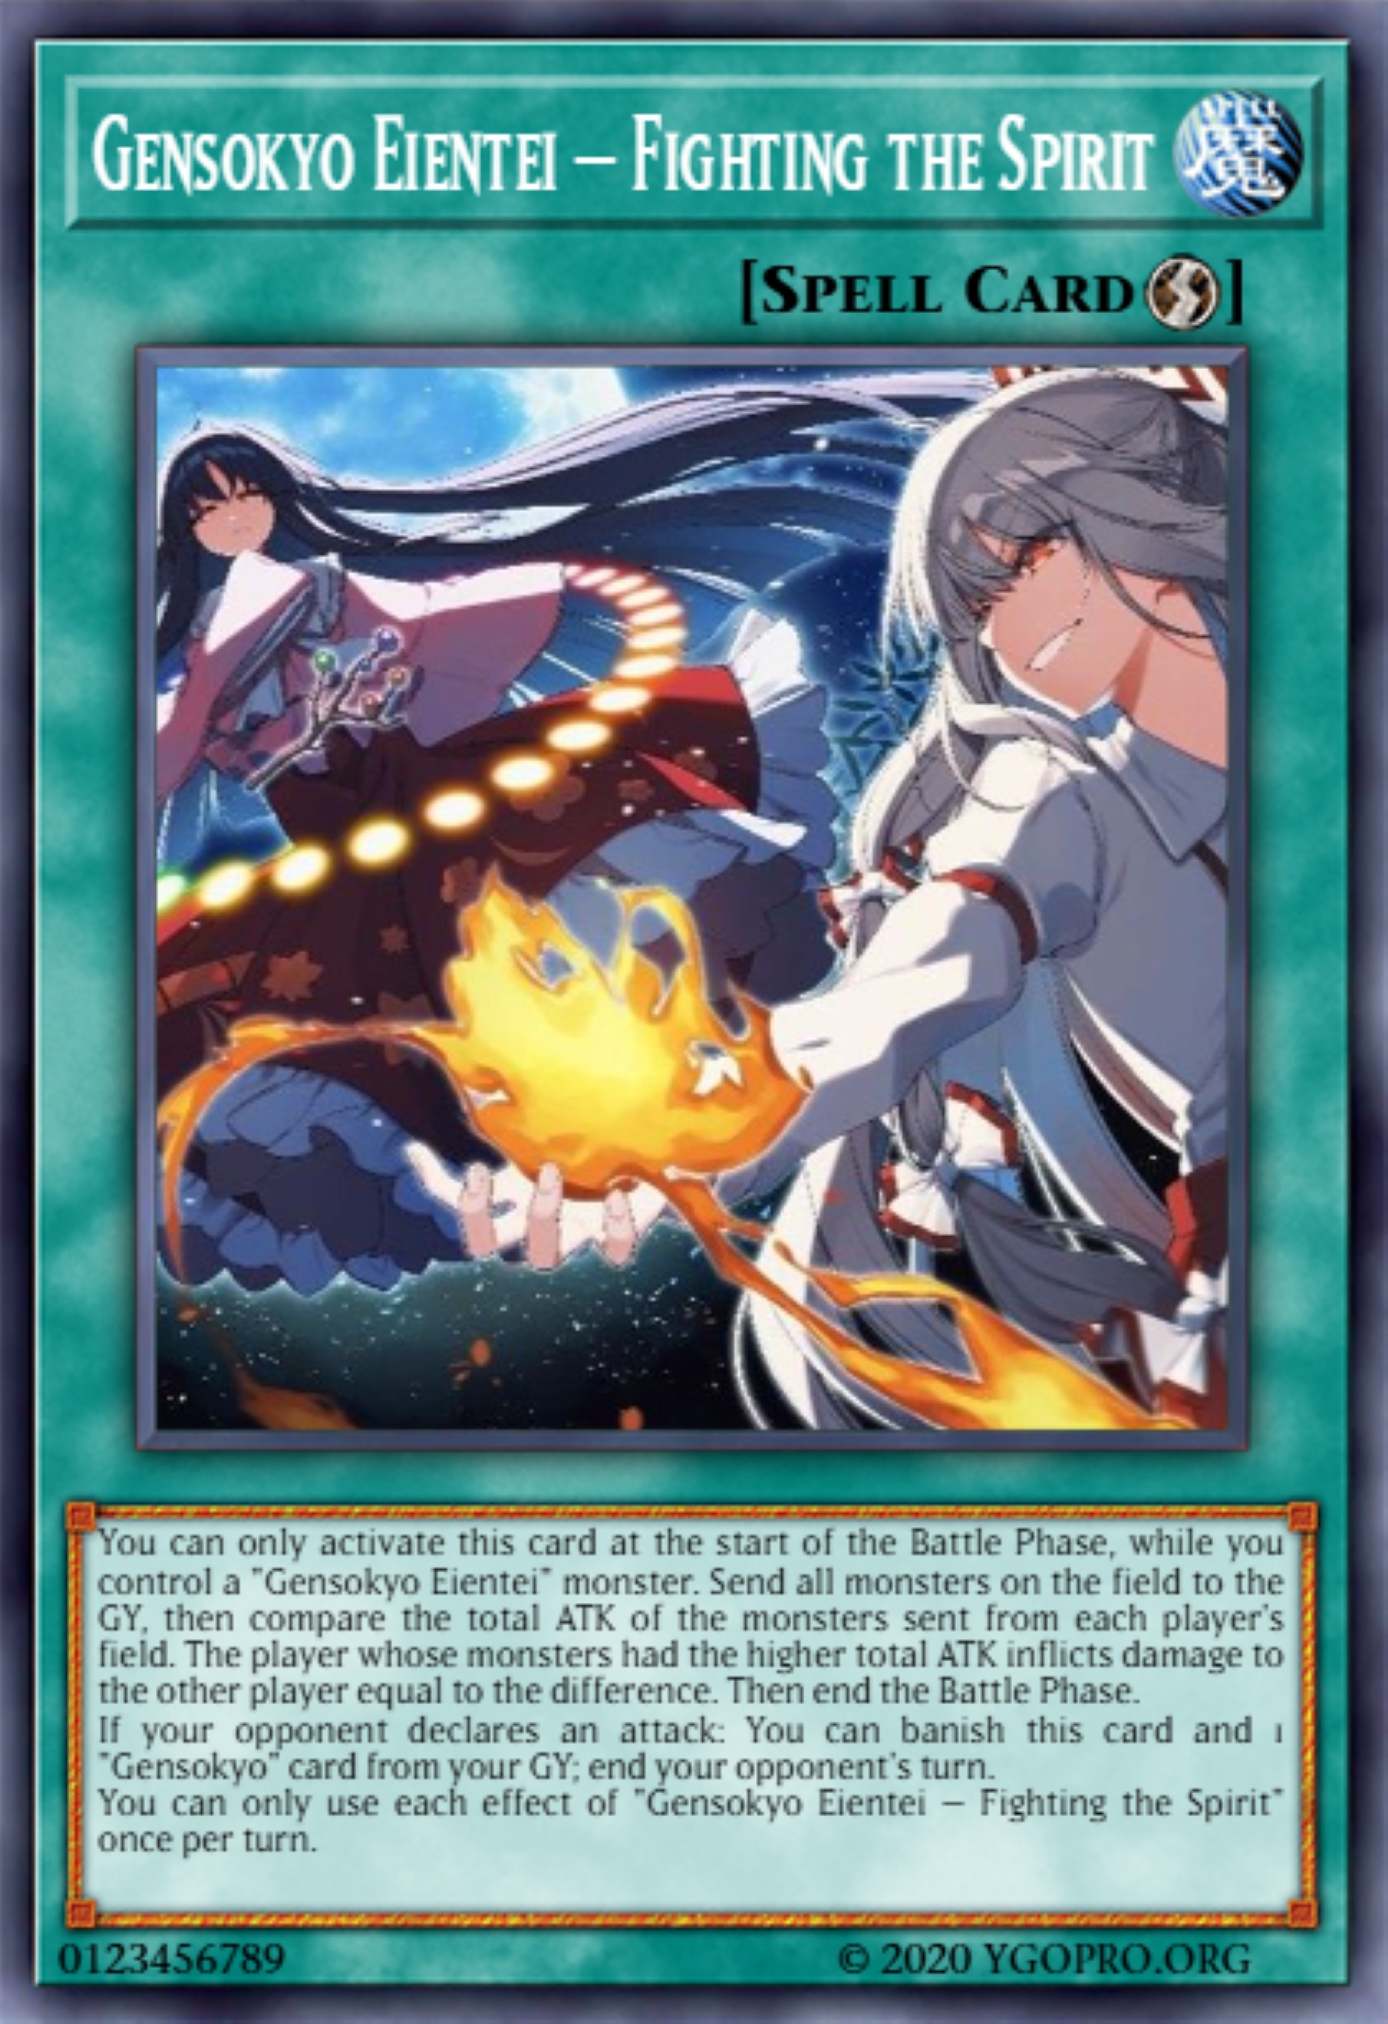 Gensokyo Eientei – Fighting the Spirit
SPELL
魔
[Spell Card]
You can only activate this card at the start of the Battle Phase, while you
control a "Gensokyo Eientei" monster. Send all monsters on the field to the
GY, then compare the total ATK of the monsters sent from each player's
field. The player whose monsters had the higher total ATK inflicts damage to
the other player equal to the difference. Then end the Battle Phase.
If your opponent declares an attack: You can banish this card and 1
"Gensokyo" card from your GY; end your opponent's turn.
You can only use each effect of "Gensokyo Eientei – Fighting the Spirit"
once per turn.
0123456789
© 2020 YGOPRO.ORG